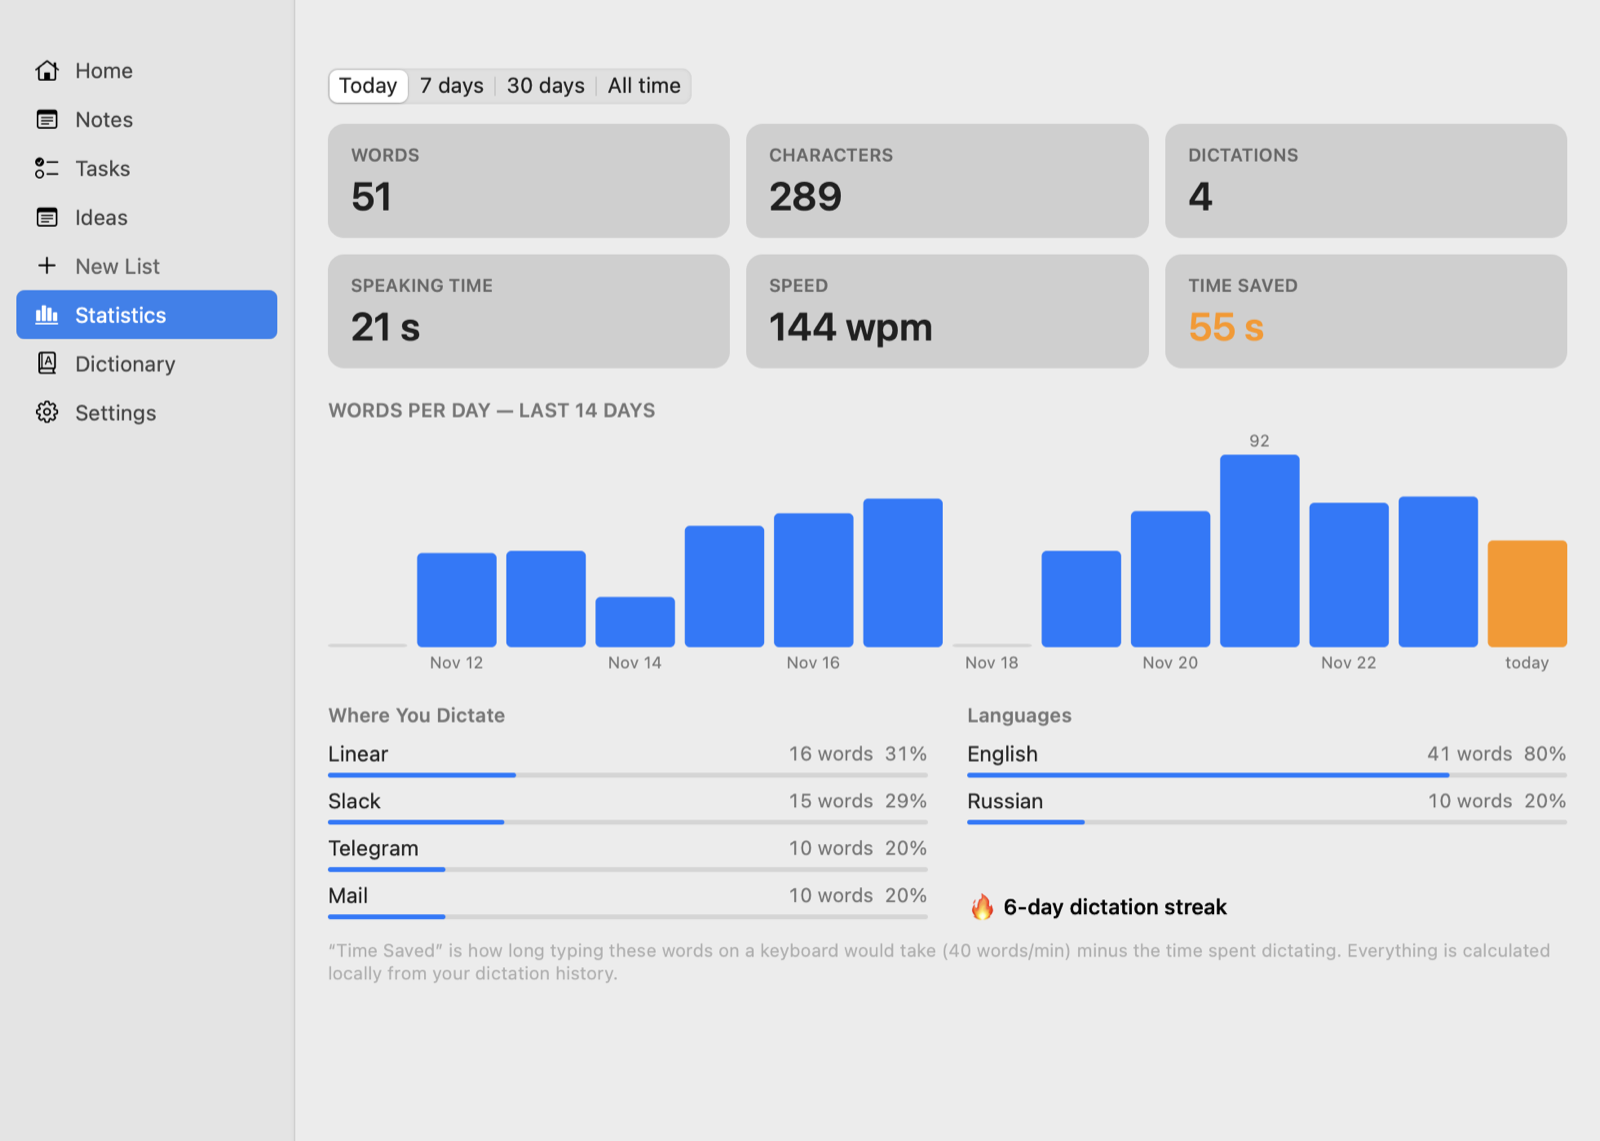 Home
Notes
Tasks
Ideas
New List
Statistics
Dictionary
Settings
Today 7 days 30 days All time
WORDS
51
CHARACTERS
289
DICTATIONS
4
SPEAKING TIME
21 s
SPEED
144 wpm
TIME SAVED
55 s
WORDS PER DAY — LAST 14 DAYS
92
Nov 12 Nov 14 Nov 16 Nov 18 Nov 20 Nov 22 today
Where You Dictate
Linear 16 words 31%
Slack 15 words 29%
Telegram 10 words 20%
Mail 10 words 20%
Languages
English 41 words 80%
Russian 10 words 20%
🔥 6-day dictation streak
“Time Saved” is how long typing these words on a keyboard would take (40 words/min) minus the time spent dictating. Everything is calculated
locally from your dictation history.